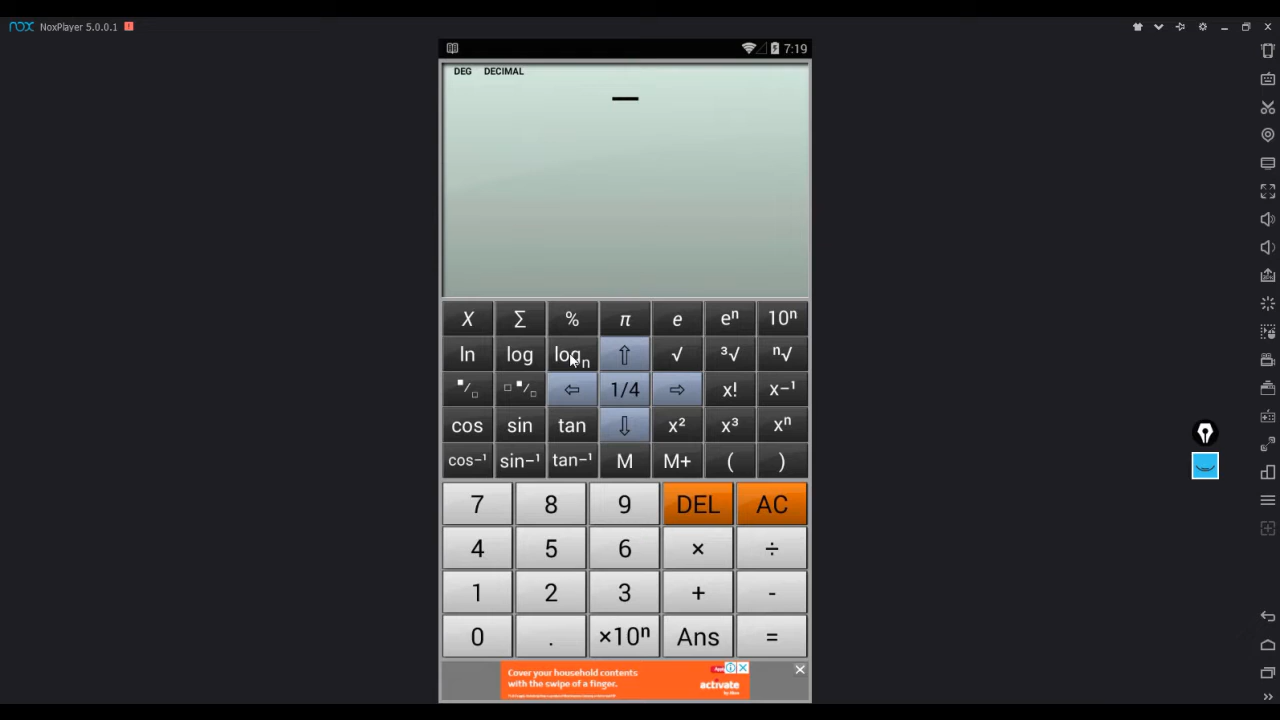 nox NoxPlayer 5.0.0.1
7:19
DEG DECIMAL
X Σ % π e eⁿ 10ⁿ
ln log logₙ ⇧ √ ³√ ⁿ√
■/□ □■/□ ⇦ 1/4 ⇨ x! x⁻¹
cos sin tan ⇩ x² x³ xⁿ
cos⁻¹ sin⁻¹ tan⁻¹ M M+ ( )
7 8 9 DEL AC
4 5 6 × ÷
1 2 3 + -
0 . ×10ⁿ Ans =
Cover your household contents
with the swipe of a finger.
activate